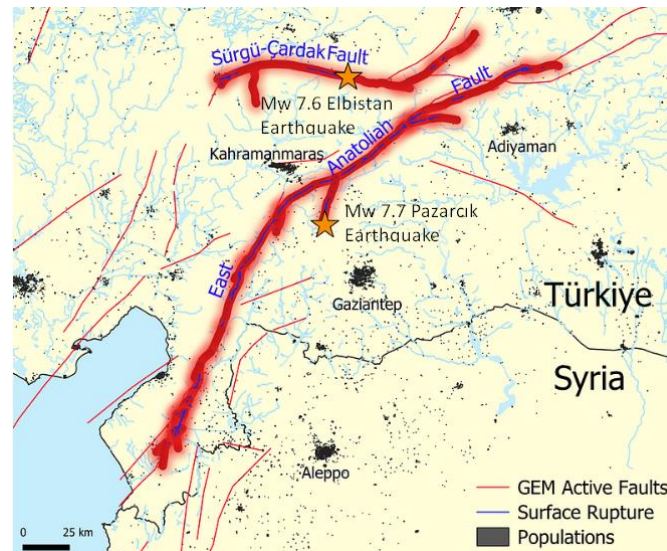 Sürgü-Çardak Fault
Mw 7.6 Elbistan
Earthquake
Kahramanmaraş
East Anatolian Fault
Adıyaman
Mw 7.7 Pazarcık
Earthquake
Gaziantep
Türkiye
Syria
Aleppo
GEM Active Faults
Surface Rupture
Populations
0 25 km